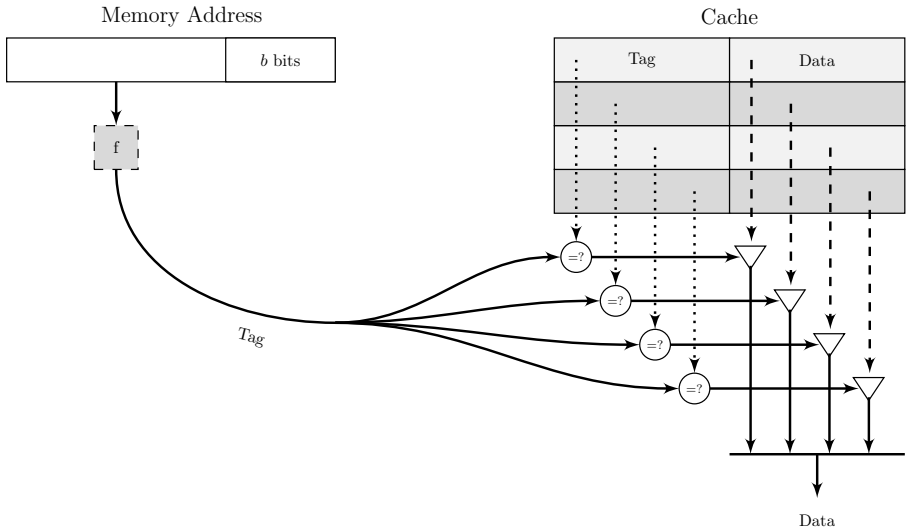 Memory Address
Cache
b bits
Tag
Data
f
=?
=?
Tag
=?
=?
Data